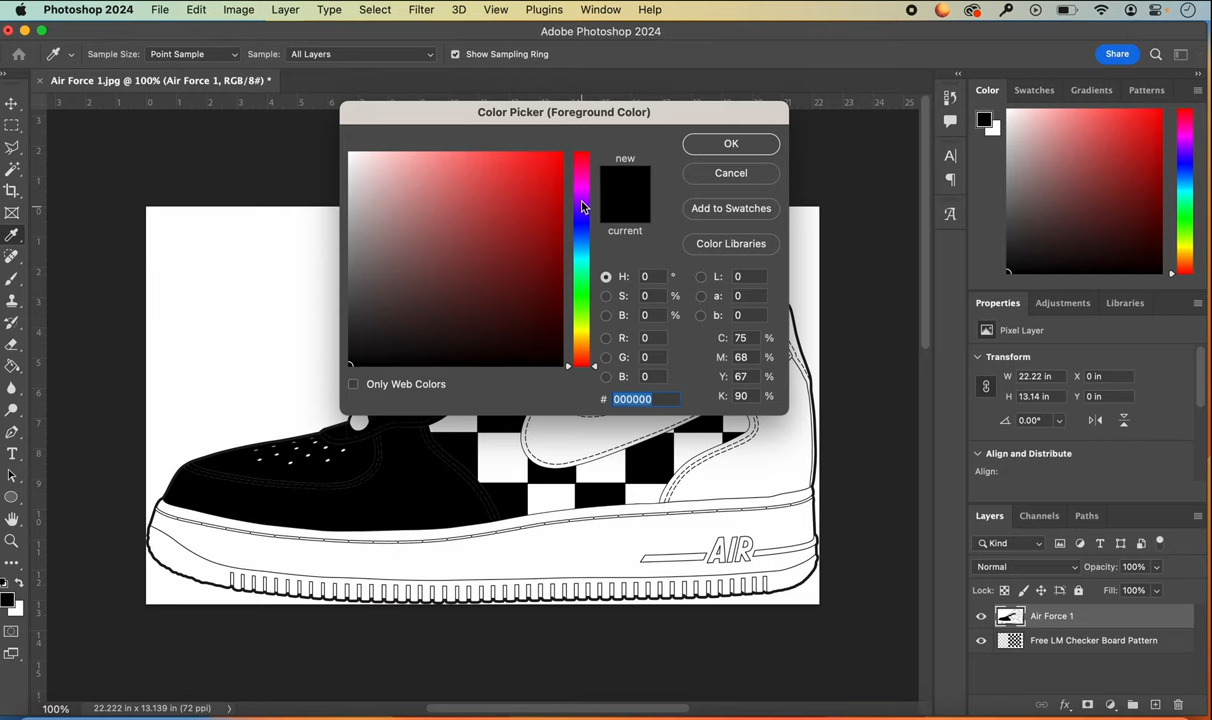 Photoshop 2024 File Edit Image Layer Type Select Filter 3D View Plugins Window Help
Adobe Photoshop 2024
Sample Size: Point Sample Sample: All Layers Show Sampling Ring Share
Air Force 1.jpg @ 100% (Air Force 1, RGB/8#) *
Color Swatches Gradients Patterns
Color Picker (Foreground Color)
new
current
OK
Cancel
Add to Swatches
Color Libraries
H: 0 ° L: 0
S: 0 % a: 0
B: 0 % b: 0
R: 0 C: 75 %
G: 0 M: 68 %
B: 0 Y: 67 %
# 000000 K: 90 %
Only Web Colors
AIR
Properties Adjustments Libraries
Pixel Layer
Transform
W 22.22 in X 0 in
H 13.14 in Y 0 in
0.00°
Align and Distribute
Align:
Layers Channels Paths
Kind
Normal Opacity: 100%
Lock: Fill: 100%
Air Force 1
Free LM Checker Board Pattern
fx
100% 22.222 in x 13.139 in (72 ppi)